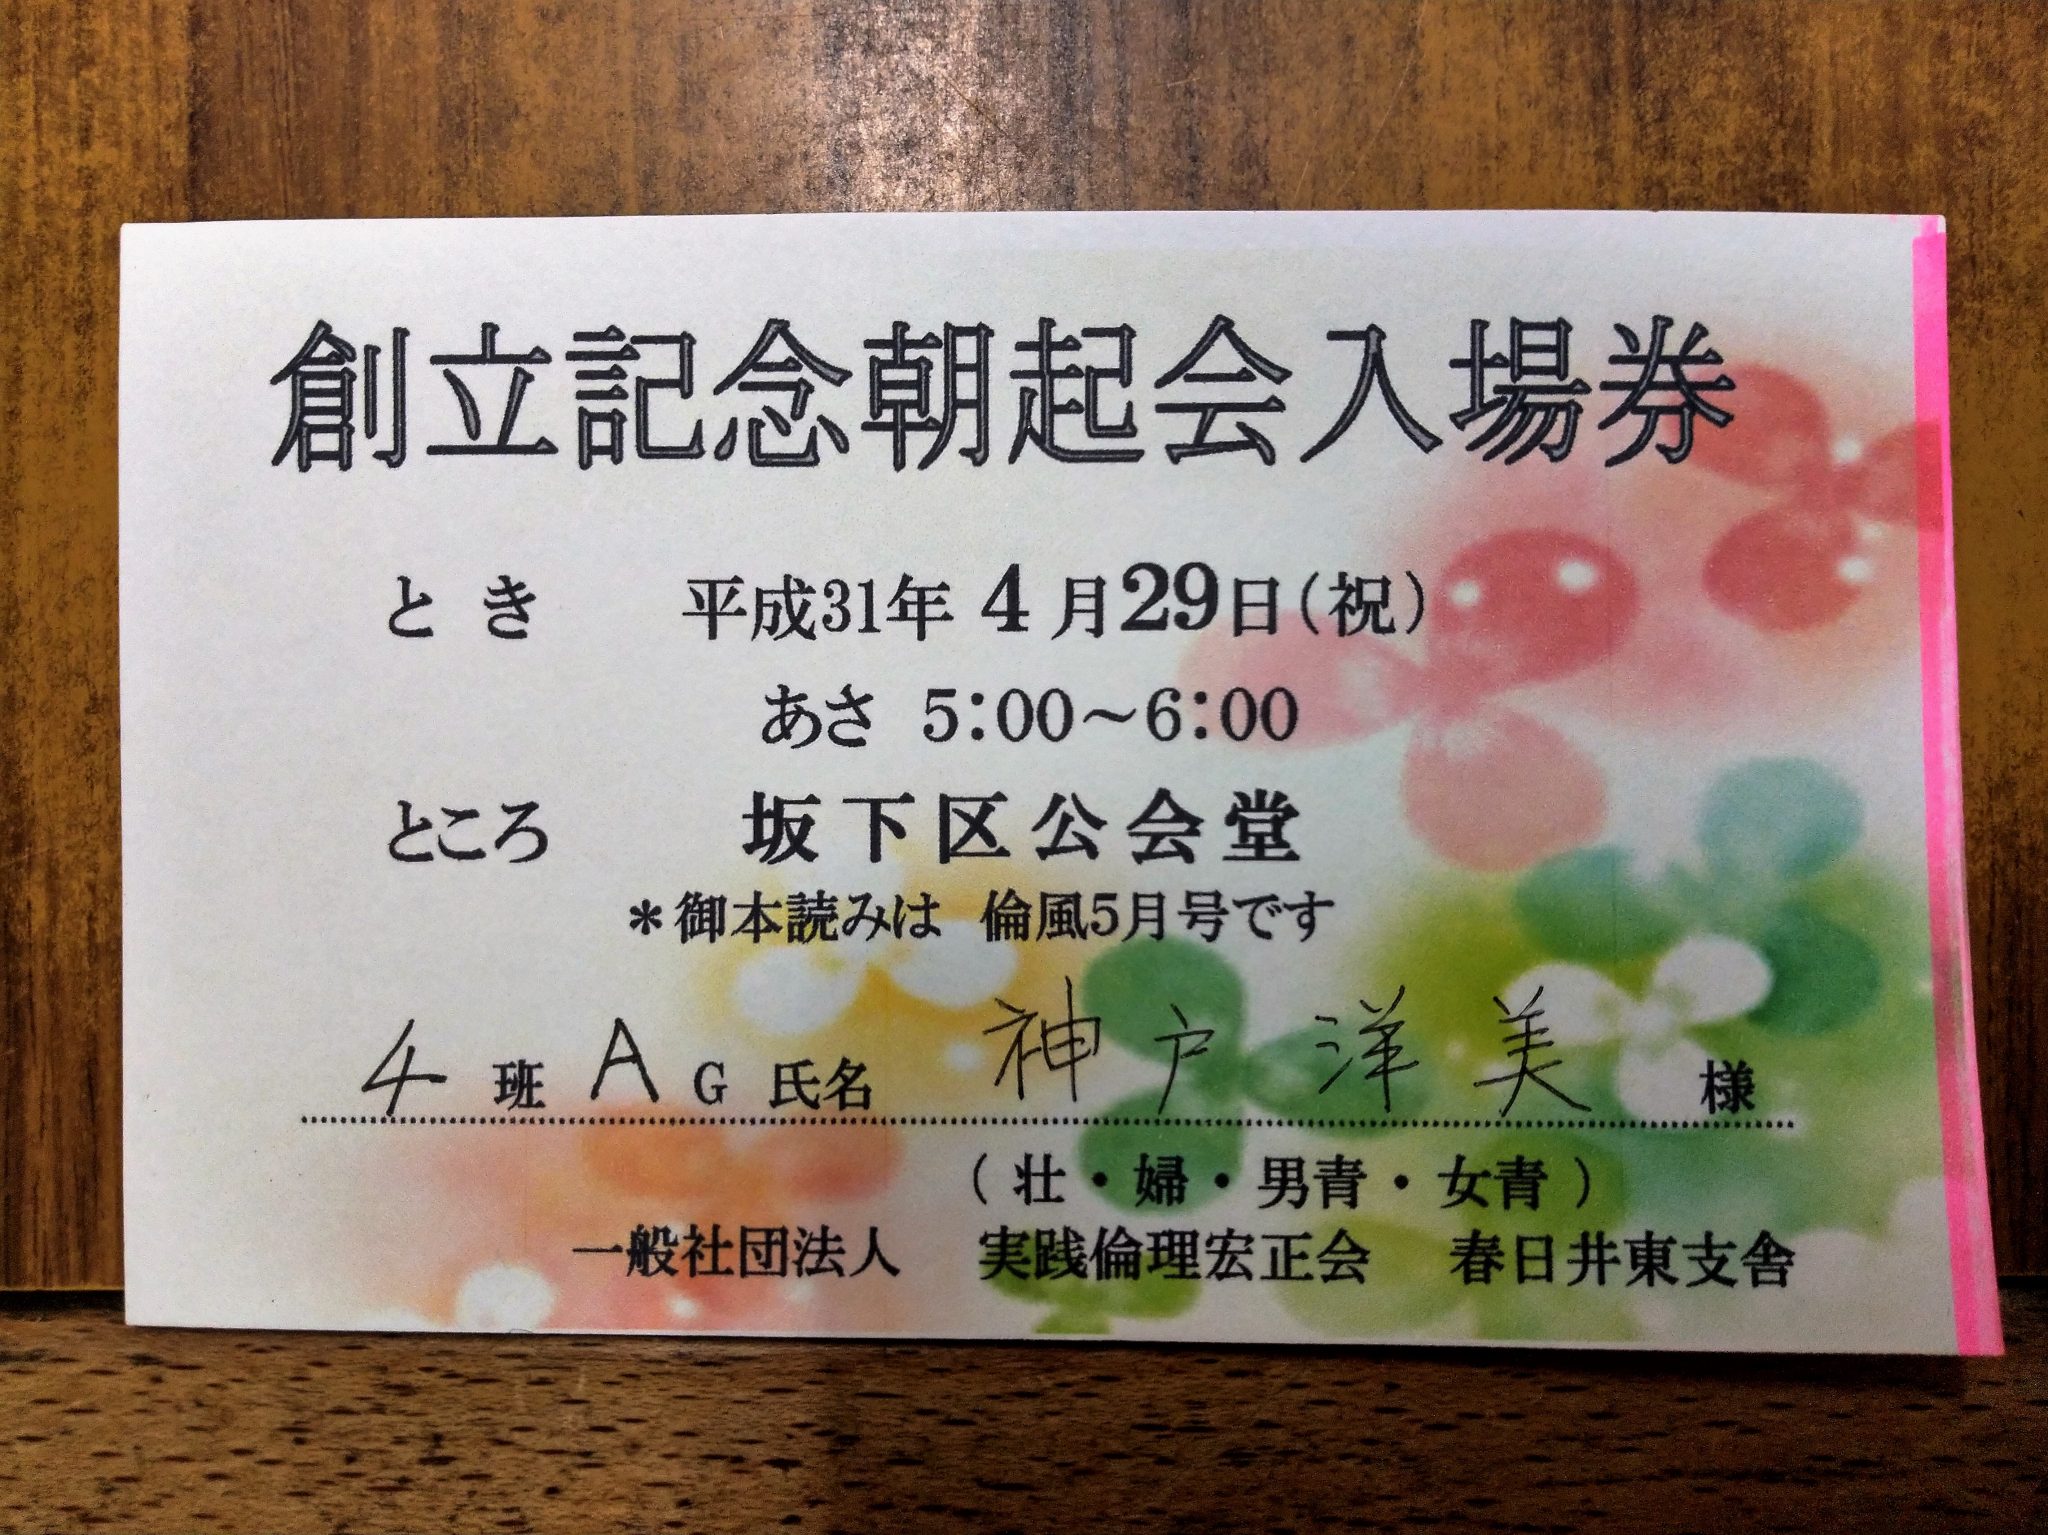 創立記念朝起会入場券
とき 平成31年4月29日（祝）
あさ 5：00～6：00
ところ 坂下区公会堂
＊御本読みは 倫風5月号です
4 班 A G 氏名 神戸洋美 様
（壮・婦・男青・女青）
一般社団法人 実践倫理宏正会 春日井東支舎